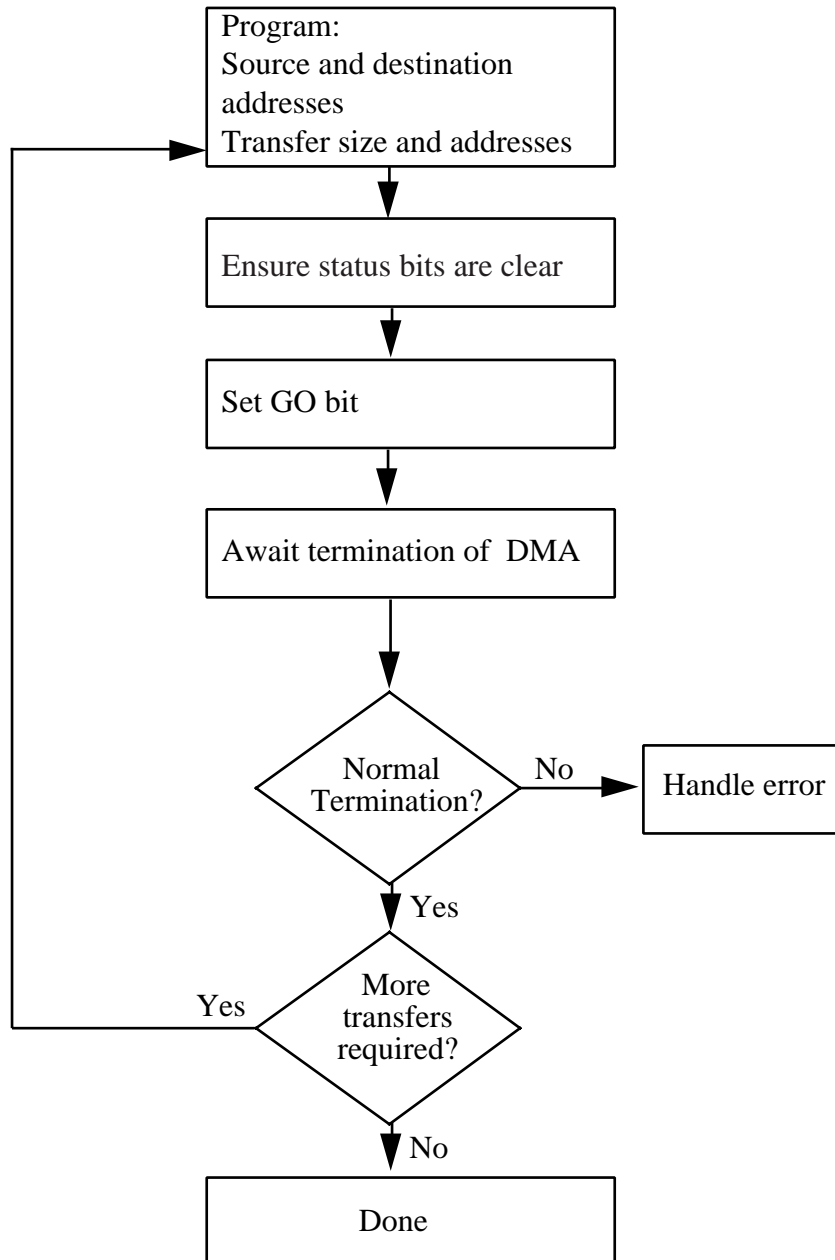 Program:
Source and destination
addresses
Transfer size and addresses
Ensure status bits are clear
Set GO bit
Await termination of DMA
Normal
Termination?
No
Handle error
Yes
More
transfers
required?
Yes
No
Done